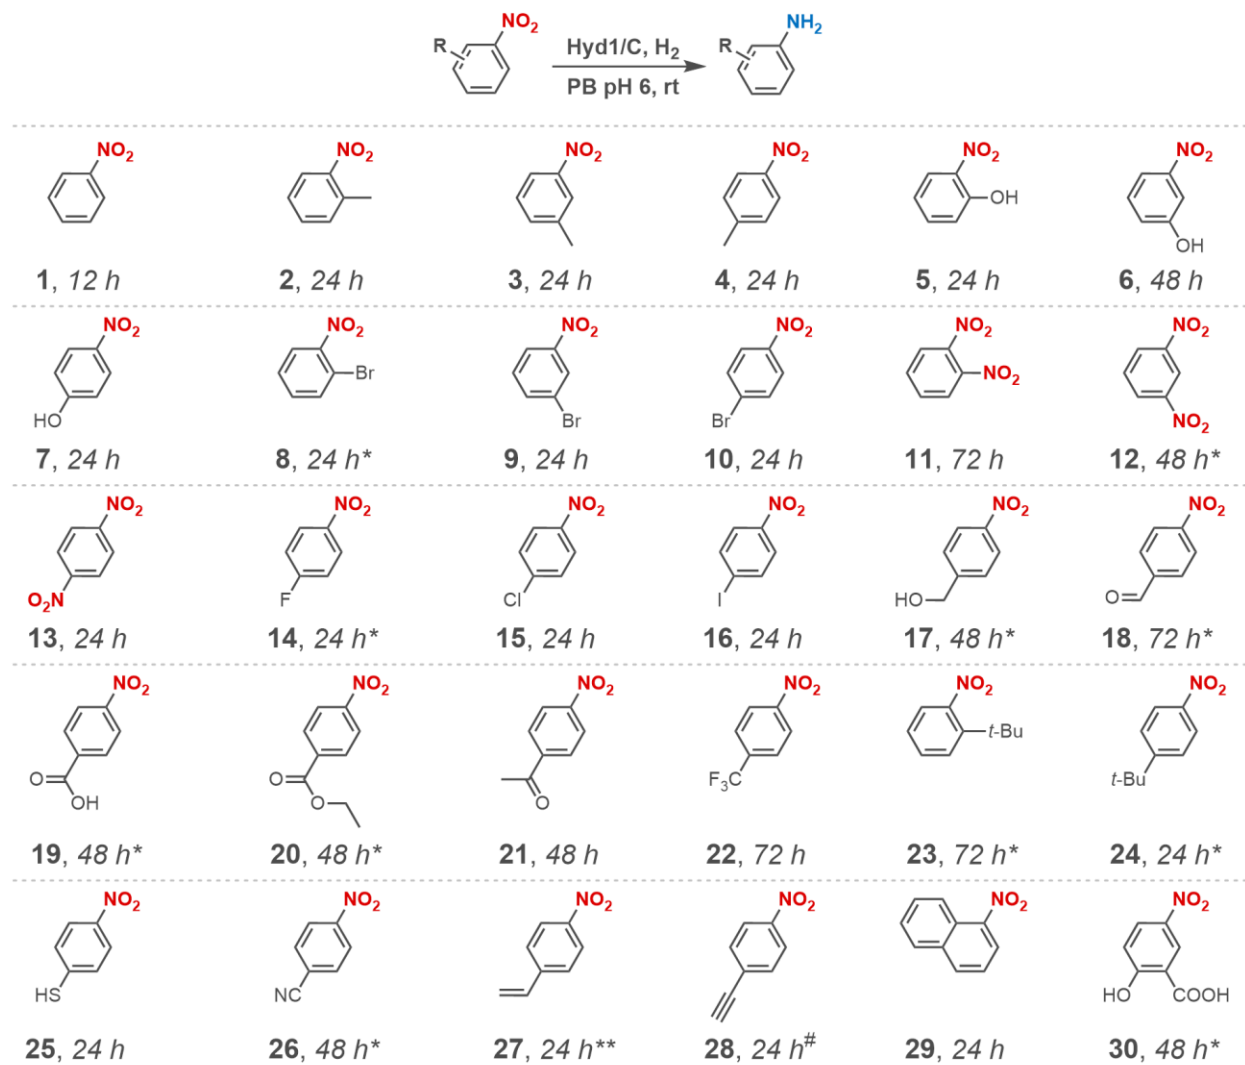 NO₂ NH₂
R Hyd1/C, H₂ R
PB pH 6, rt
NO₂ NO₂ NO₂ NO₂ NO₂ NO₂
OH
OH
1, 12 h 2, 24 h 3, 24 h 4, 24 h 5, 24 h 6, 48 h
NO₂ NO₂ NO₂ NO₂ NO₂ NO₂
Br NO₂
HO Br Br NO₂
7, 24 h 8, 24 h* 9, 24 h 10, 24 h 11, 72 h 12, 48 h*
NO₂ NO₂ NO₂ NO₂ NO₂ NO₂
O₂N F Cl I HO O
13, 24 h 14, 24 h* 15, 24 h 16, 24 h 17, 48 h* 18, 72 h*
NO₂ NO₂ NO₂ NO₂ NO₂ NO₂
t-Bu
O O F₃C t-Bu
OH O O
19, 48 h* 20, 48 h* 21, 48 h 22, 72 h 23, 72 h* 24, 24 h*
NO₂ NO₂ NO₂ NO₂ NO₂ NO₂
HS NC HO COOH
25, 24 h 26, 48 h* 27, 24 h** 28, 24 h# 29, 24 h 30, 48 h*